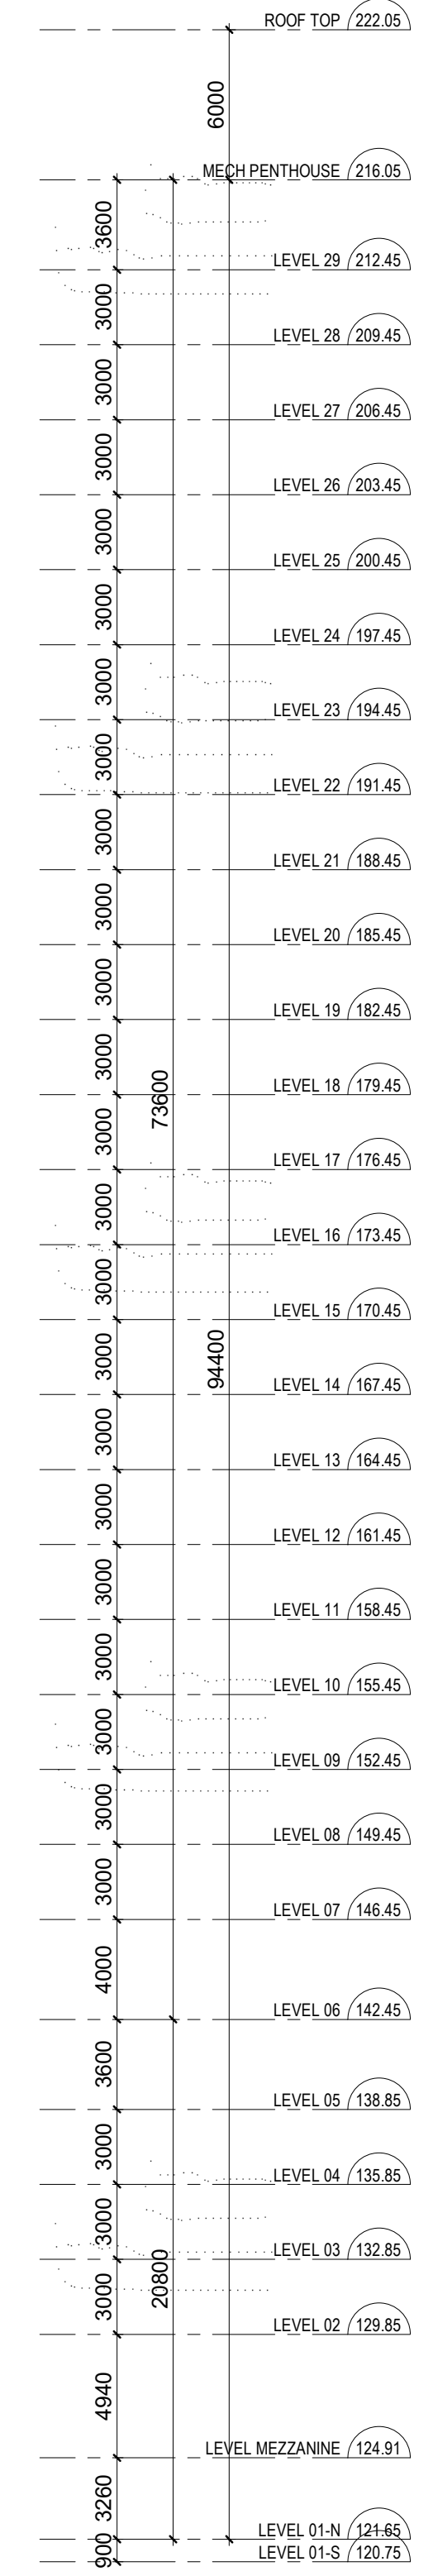 ROOF TOP 222.05
6000
MECH PENTHOUSE 216.05
3600
LEVEL 29 212.45
3000
LEVEL 28 209.45
3000
LEVEL 27 206.45
3000
LEVEL 26 203.45
3000
LEVEL 25 200.45
3000
LEVEL 24 197.45
3000
LEVEL 23 194.45
3000
LEVEL 22 191.45
3000
LEVEL 21 188.45
3000
LEVEL 20 185.45
3000
LEVEL 19 182.45
3000
LEVEL 18 179.45
73600
3000
LEVEL 17 176.45
3000
LEVEL 16 173.45
3000
LEVEL 15 170.45
3000
94400
LEVEL 14 167.45
3000
LEVEL 13 164.45
3000
LEVEL 12 161.45
3000
LEVEL 11 158.45
3000
LEVEL 10 155.45
3000
LEVEL 09 152.45
3000
LEVEL 08 149.45
3000
LEVEL 07 146.45
4000
LEVEL 06 142.45
3600
LEVEL 05 138.85
3000
LEVEL 04 135.85
3000
LEVEL 03 132.85
20800
3000
LEVEL 02 129.85
4940
LEVEL MEZZANINE 124.91
3260
LEVEL 01-N 121.65
900
LEVEL 01-S 120.75